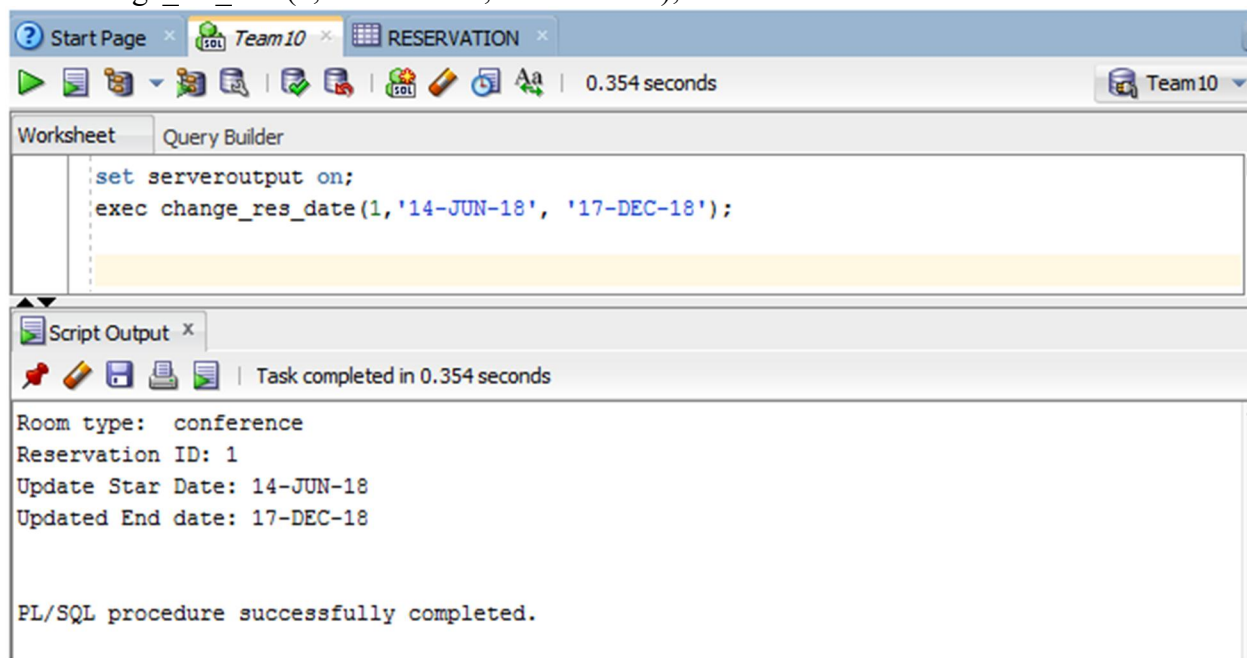 Start Page
Team10
RESERVATION
0.354 seconds
Team10
Worksheet
Query Builder
set serveroutput on;
exec change_res_date(1,'14-JUN-18', '17-DEC-18');
Script Output
Task completed in 0.354 seconds
Room type: conference
Reservation ID: 1
Update Star Date: 14-JUN-18
Updated End date: 17-DEC-18
PL/SQL procedure successfully completed.